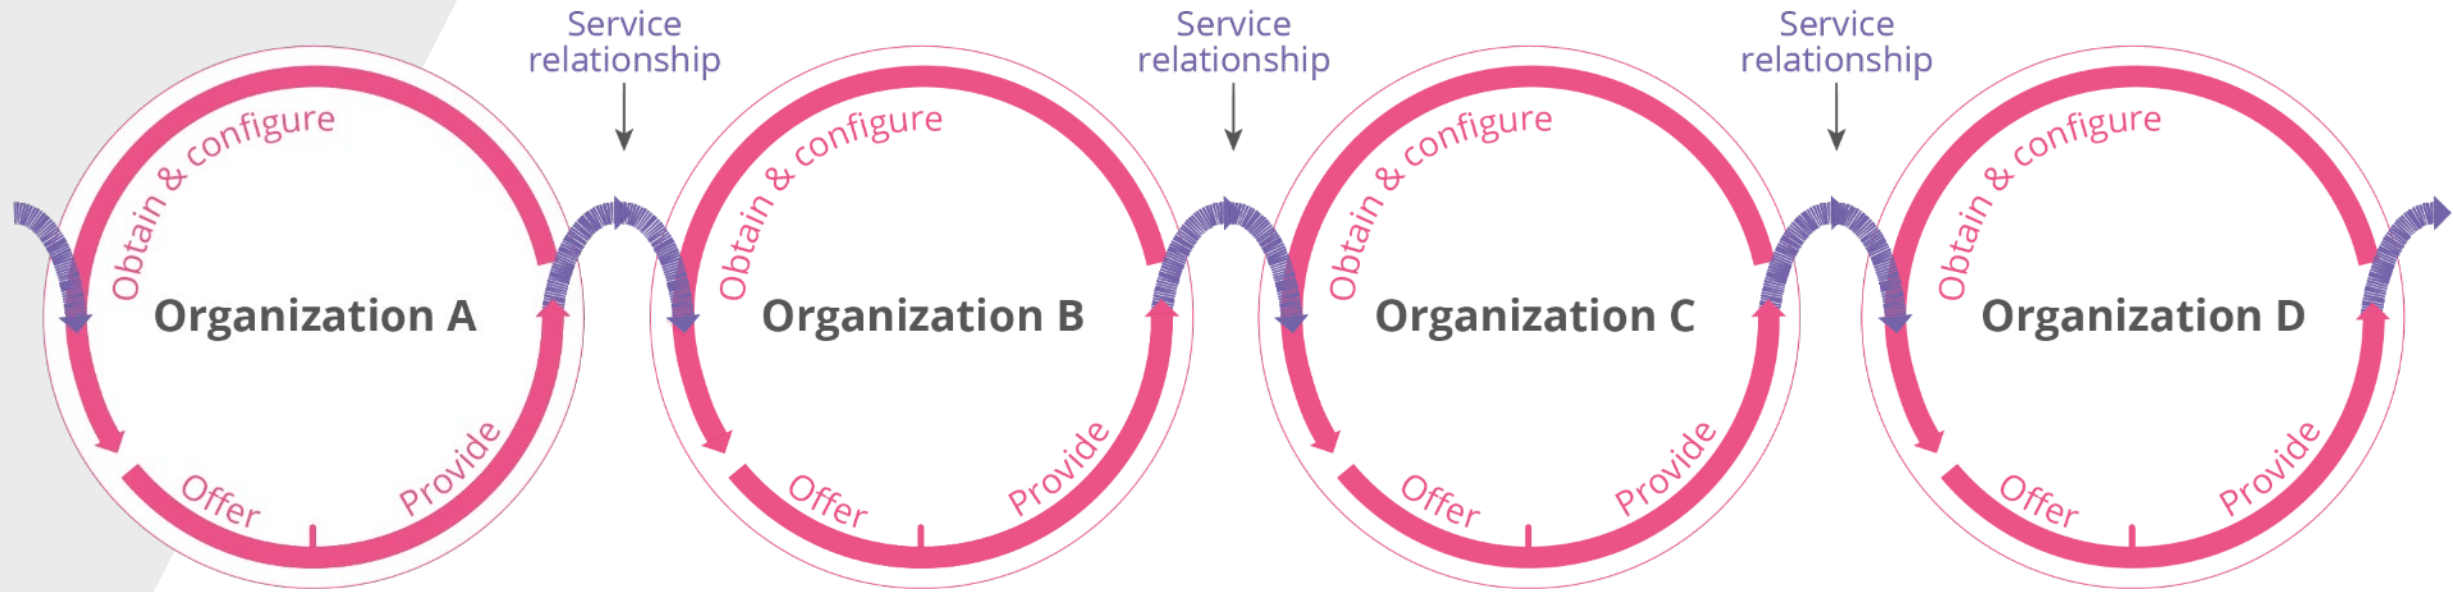 Service
relationship
Service
relationship
Service
relationship
Obtain & configure
Obtain & configure
Obtain & configure
Obtain & configure
Organization A
Organization B
Organization C
Organization D
Offer
Provide
Offer
Provide
Offer
Provide
Offer
Provide